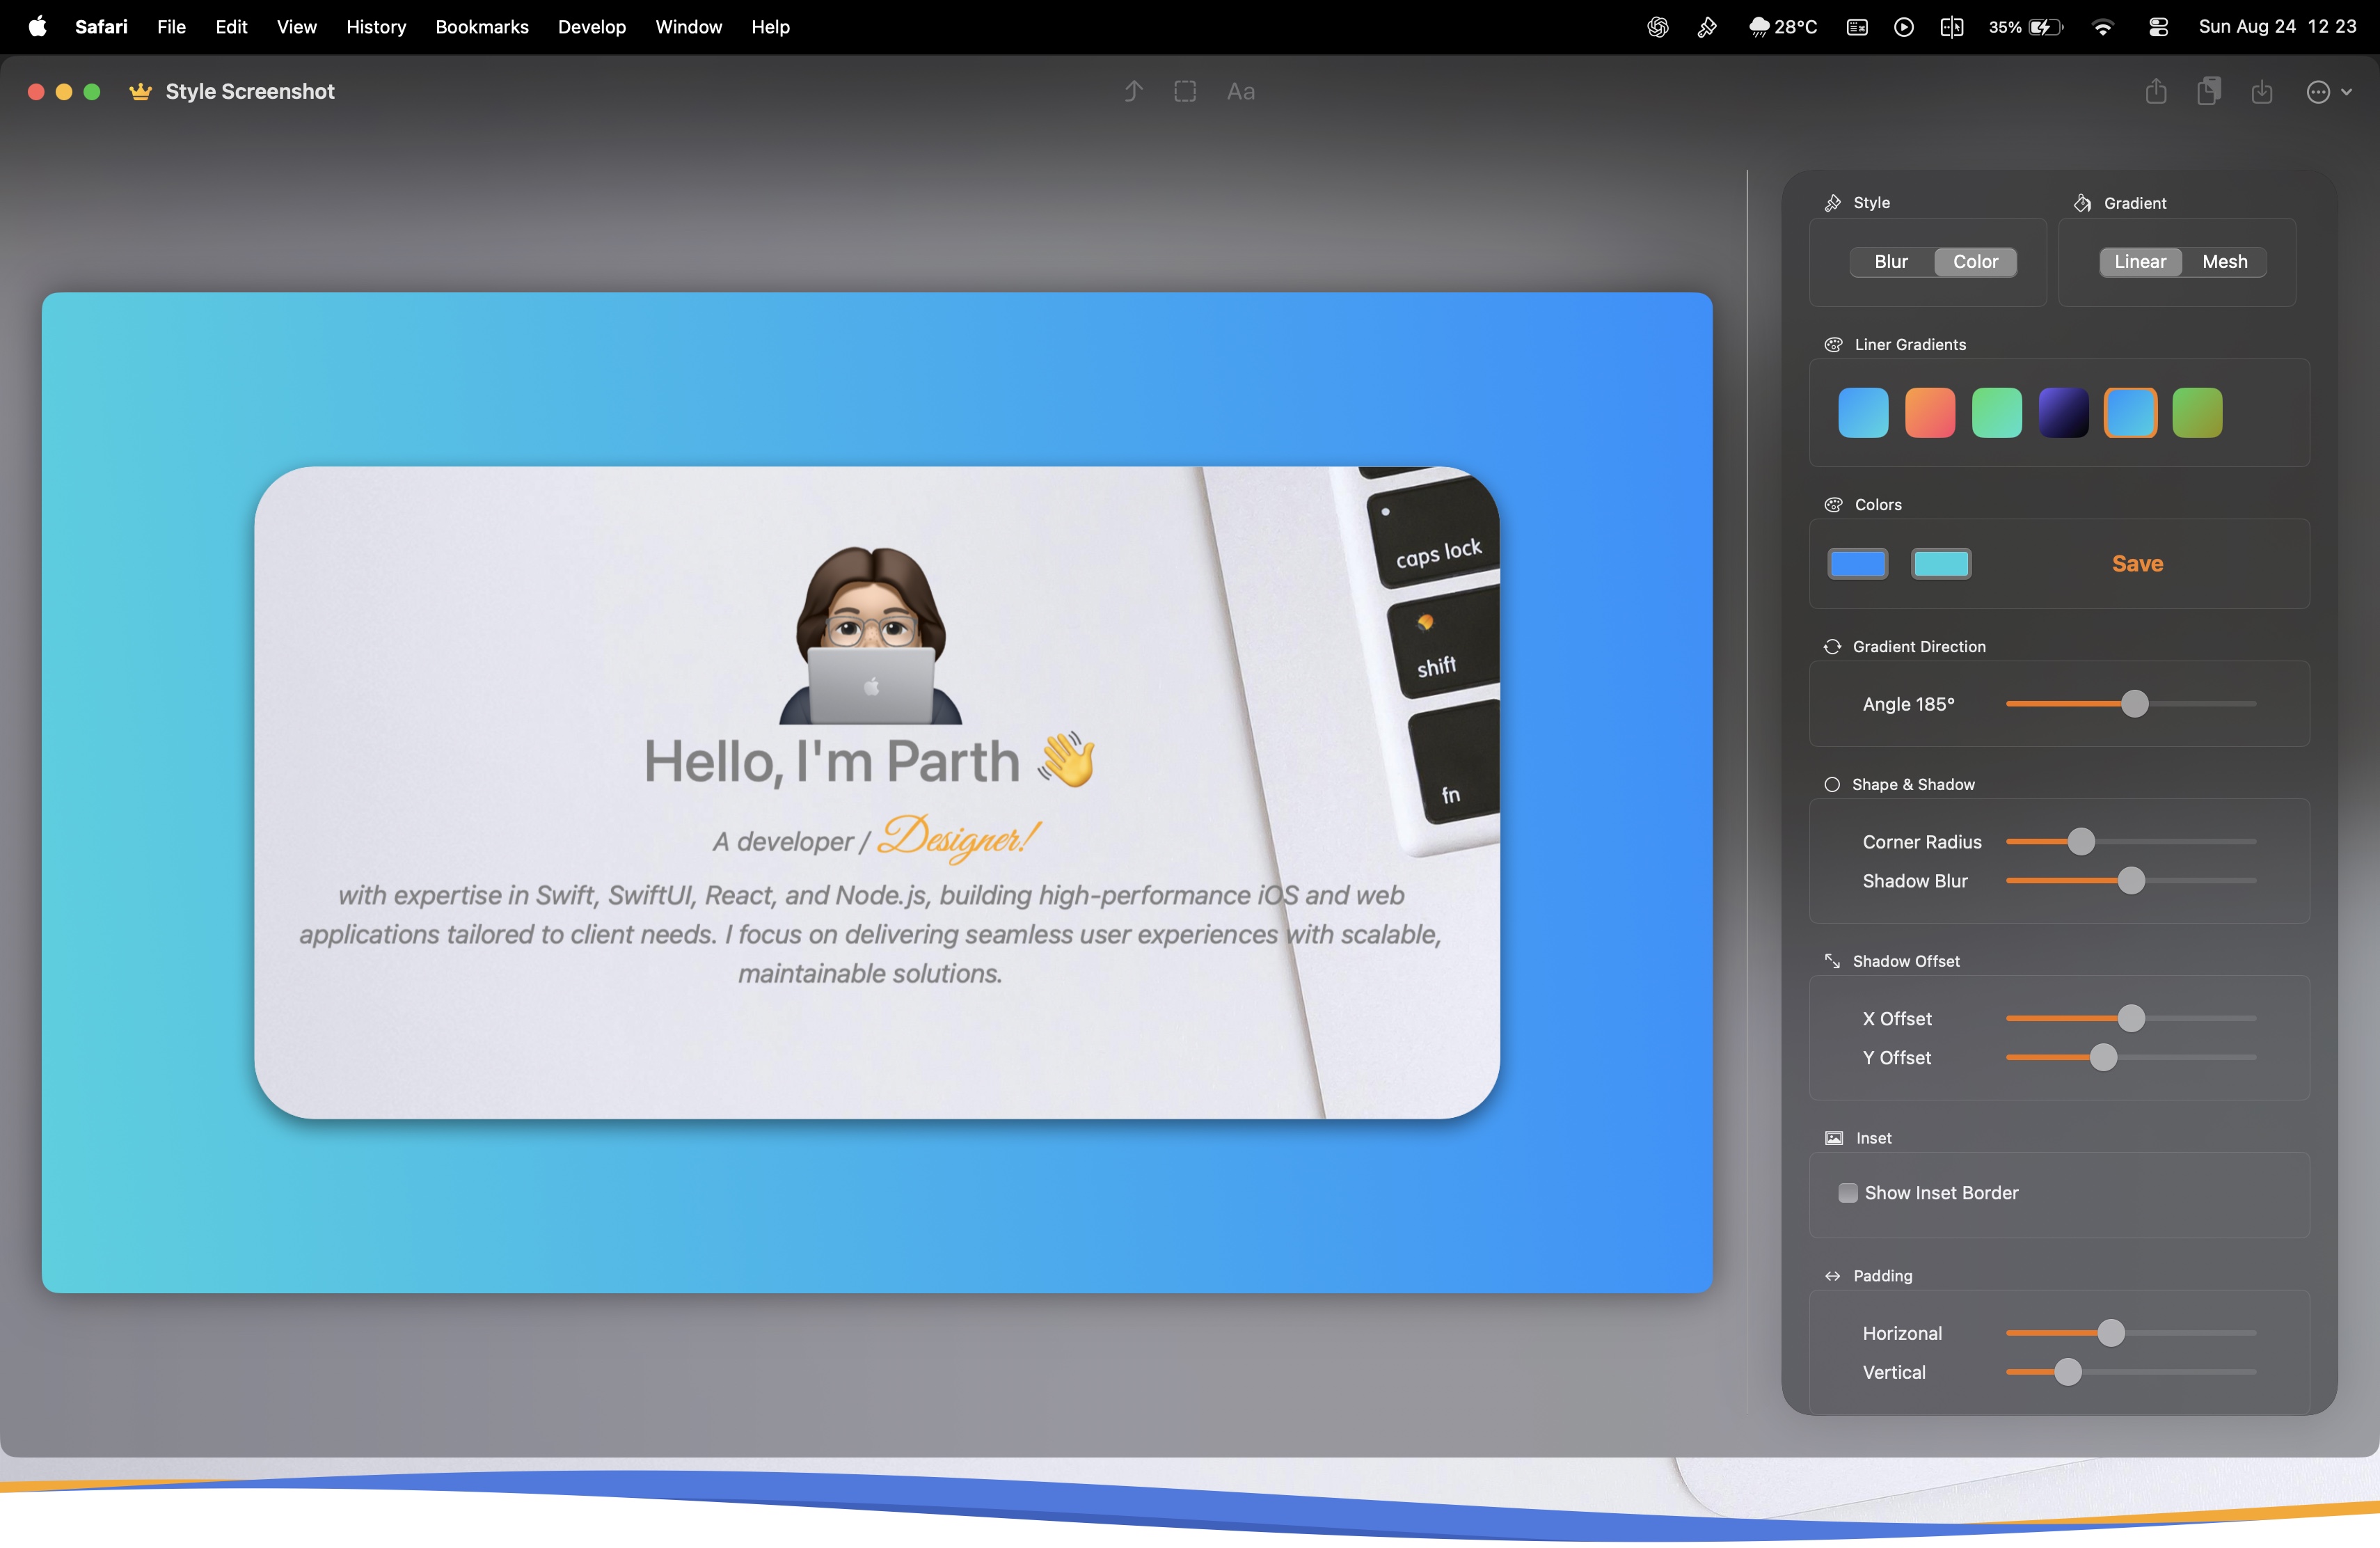 Safari File Edit View History Bookmarks Develop Window Help 28°C 35% Sun Aug 24 12 23
Style Screenshot
Aa
Style
Gradient
Blur Color
Linear Mesh
Liner Gradients
Colors
Save
Gradient Direction
Angle 185°
Shape & Shadow
Corner Radius
Shadow Blur
Shadow Offset
X Offset
Y Offset
Inset
Show Inset Border
Padding
Horizonal
Vertical
caps lock
shift
fn
Hello, I'm Parth 👋
A developer / Designer!
with expertise in Swift, SwiftUI, React, and Node.js, building high-performance iOS and web
applications tailored to client needs. I focus on delivering seamless user experiences with scalable,
maintainable solutions.